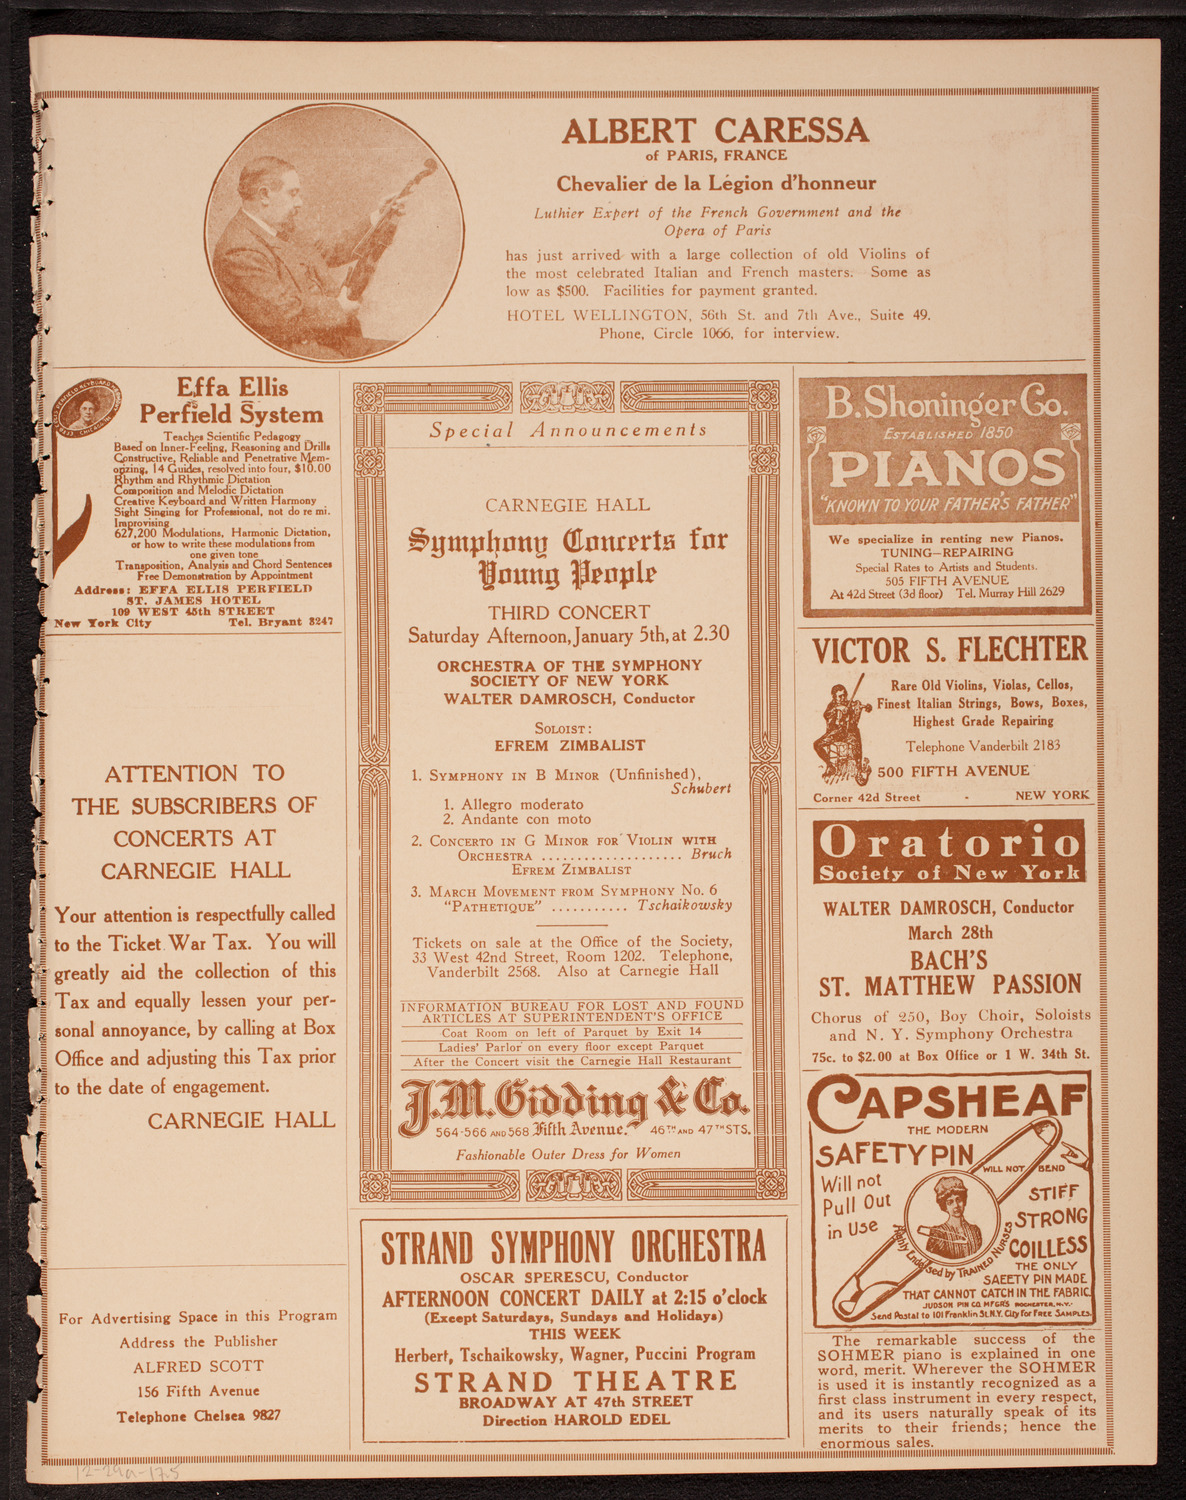 ALBERT CARESSA
of PARIS, FRANCE
Chevalier de la Légion d'honneur
Luthier Expert of the French Government and the
Opera of Paris
has just arrived with a large collection of old Violins of
the most celebrated Italian and French masters. Some as
low as $500. Facilities for payment granted.
HOTEL WELLINGTON, 56th St. and 7th Ave., Suite 49.
Phone, Circle 1066, for interview.
Effa Ellis
Perfield System
Teaches Scientific Pedagogy
Based on Inner-Feeling, Reasoning and Drills
Constructive, Reliable and Penetrative Mem-
orizing, 14 Guides, resolved into four, $10.00
Rhythm and Rhythmic Dictation
Composition and Melodic Dictation
Creative Keyboard and Written Harmony
Sight Singing for Professional, not do re mi.
Improvising
627,200 Modulations, Harmonic Dictation,
or how to write these modulations from
one given tone
Transposition, Analysis and Chord Sentences
Free Demonstration by Appointment
Address: EFFA ELLIS PERFIELD
ST. JAMES HOTEL
109 WEST 45th STREET
New York City Tel. Bryant 3247
ATTENTION TO
THE SUBSCRIBERS OF
CONCERTS AT
CARNEGIE HALL
Your attention is respectfully called
to the Ticket War Tax. You will
greatly aid the collection of this
Tax and equally lessen your per-
sonal annoyance, by calling at Box
Office and adjusting this Tax prior
to the date of engagement.
CARNEGIE HALL
For Advertising Space in this Program
Address the Publisher
ALFRED SCOTT
156 Fifth Avenue
Telephone Chelsea 9827
Special Announcements
CARNEGIE HALL
Symphony Concerts for
Young People
THIRD CONCERT
Saturday Afternoon, January 5th, at 2.30
ORCHESTRA OF THE SYMPHONY
SOCIETY OF NEW YORK
WALTER DAMROSCH, Conductor
SOLOIST:
EFREM ZIMBALIST
1. SYMPHONY IN B MINOR (Unfinished),
Schubert
1. Allegro moderato
2. Andante con moto
2. CONCERTO IN G MINOR FOR VIOLIN WITH
ORCHESTRA .................... Bruch
EFREM ZIMBALIST
3. MARCH MOVEMENT FROM SYMPHONY NO. 6
"PATHETIQUE" ........... Tschaikowsky
Tickets on sale at the Office of the Society,
33 West 42nd Street, Room 1202. Telephone,
Vanderbilt 2568. Also at Carnegie Hall
INFORMATION BUREAU FOR LOST AND FOUND
ARTICLES AT SUPERINTENDENT'S OFFICE
Coat Room on left of Parquet by Exit 14
Ladies' Parlor on every floor except Parquet
After the Concert visit the Carnegie Hall Restaurant
J.M. Gidding & Co.
564-566 AND 568 Fifth Avenue. 46TH AND 47TH STS.
Fashionable Outer Dress for Women
STRAND SYMPHONY ORCHESTRA
OSCAR SPERESCU, Conductor
AFTERNOON CONCERT DAILY at 2:15 o'clock
(Except Saturdays, Sundays and Holidays)
THIS WEEK
Herbert, Tschaikowsky, Wagner, Puccini Program
STRAND THEATRE
BROADWAY AT 47th STREET
Direction HAROLD EDEL
B. Shoninger Co.
ESTABLISHED 1850
PIANOS
"KNOWN TO YOUR FATHER'S FATHER"
We specialize in renting new Pianos.
TUNING—REPAIRING
Special Rates to Artists and Students.
505 FIFTH AVENUE
At 42d Street (3d floor) Tel. Murray Hill 2629
VICTOR S. FLECHTER
Rare Old Violins, Violas, Cellos,
Finest Italian Strings, Bows, Boxes,
Highest Grade Repairing
Telephone Vanderbilt 2183
500 FIFTH AVENUE
Corner 42d Street - NEW YORK
Oratorio
Society of New York
WALTER DAMROSCH, Conductor
March 28th
BACH'S
ST. MATTHEW PASSION
Chorus of 250, Boy Choir, Soloists
and N. Y. Symphony Orchestra
75c. to $2.00 at Box Office or 1 W. 34th St.
CAPSHEAF
THE MODERN
SAFETY PIN
WILL NOT BEND
Will not
Pull Out
in Use
STIFF
STRONG
COILLESS
Highly Endorsed by TRAINED NURSES
THE ONLY
SAFETY PIN MADE
THAT CANNOT CATCH IN THE FABRIC.
JUDSON PIN CO. MFGRS ROCHESTER, N.Y.
Send Postal to 101 Franklin St. N.Y. City for FREE SAMPLES.
The remarkable success of the
SOHMER piano is explained in one
word, merit. Wherever the SOHMER
is used it is instantly recognized as a
first class instrument in every respect,
and its users naturally speak of its
merits to their friends; hence the
enormous sales.
12-29a-17.5